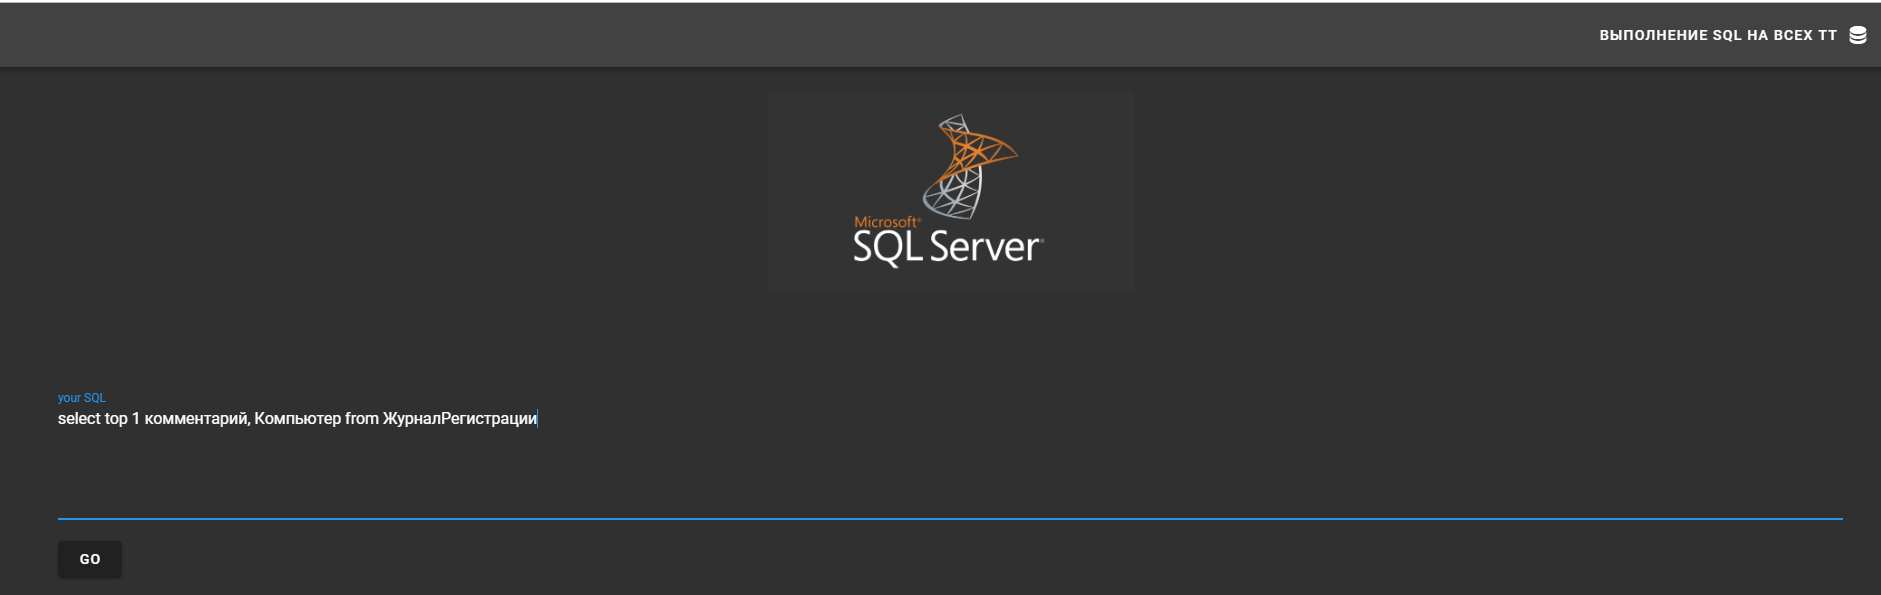 ВЫПОЛНЕНИЕ SQL НА ВСЕХ ТТ
Microsoft®
SQL Server®
your SQL
select top 1 комментарий, Компьютер from ЖурналРегистрации
GO